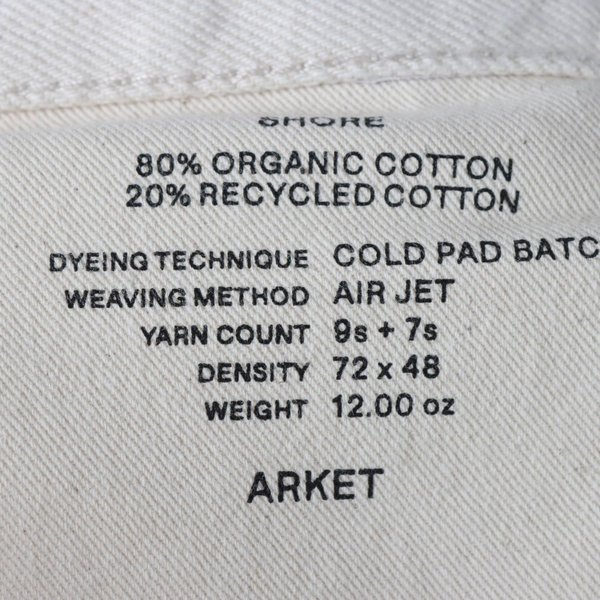 SHORE
80% ORGANIC COTTON
20% RECYCLED COTTON
DYEING TECHNIQUE COLD PAD BATC
WEAVING METHOD AIR JET
YARN COUNT 9s + 7s
DENSITY 72 x 48
WEIGHT 12.00 oz
ARKET